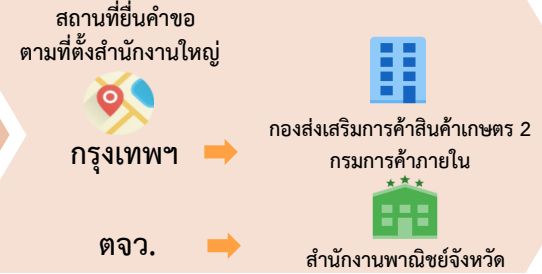 สถานที่ยื่นคำขอ
ตามที่ตั้งสำนักงานใหญ่
กรุงเทพฯ
กองส่งเสริมการค้าสินค้าเกษตร 2
กรมการค้าภายใน
ตจว.
สำนักงานพาณิชย์จังหวัด